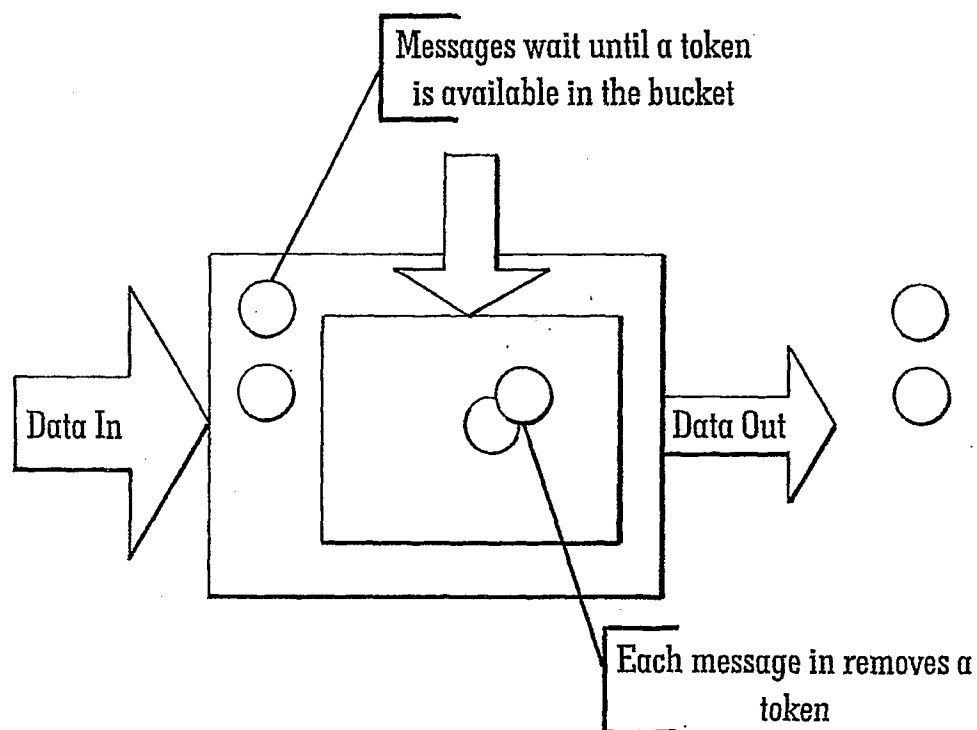 Messages wait until a token
is available in the bucket
Data In
Data Out
Each message in removes a
token